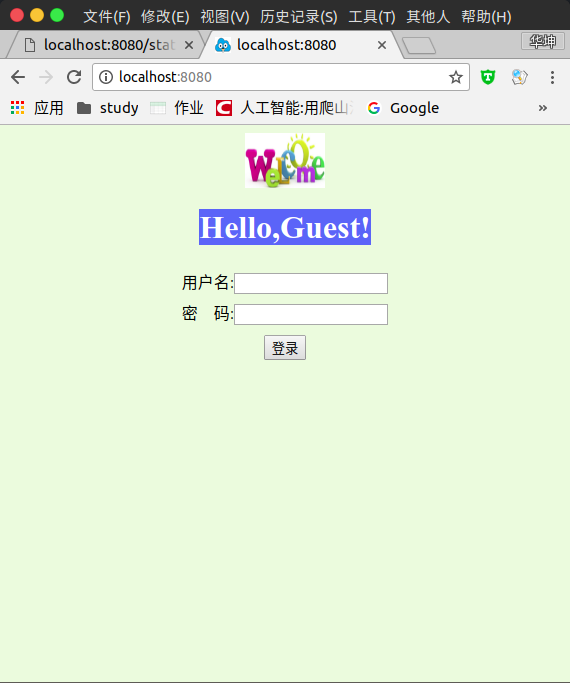 文件(F) 修改(E) 视图(V) 历史记录(S) 工具(T) 其他人 帮助(H)
localhost:8080/stat localhost:8080 华坤
localhost:8080
应用 study 作业 人工智能:用爬山 Google »
Welcome
Hello,Guest!
用户名:
密 码:
登录